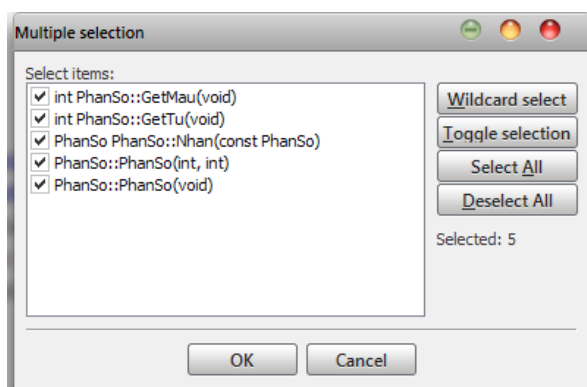 Multiple selection
Select items:
int PhanSo::GetMau(void)
int PhanSo::GetTu(void)
PhanSo PhanSo::Nhan(const PhanSo)
PhanSo::PhanSo(int, int)
PhanSo::PhanSo(void)
Wildcard select
Toggle selection
Select All
Deselect All
Selected: 5
OK
Cancel